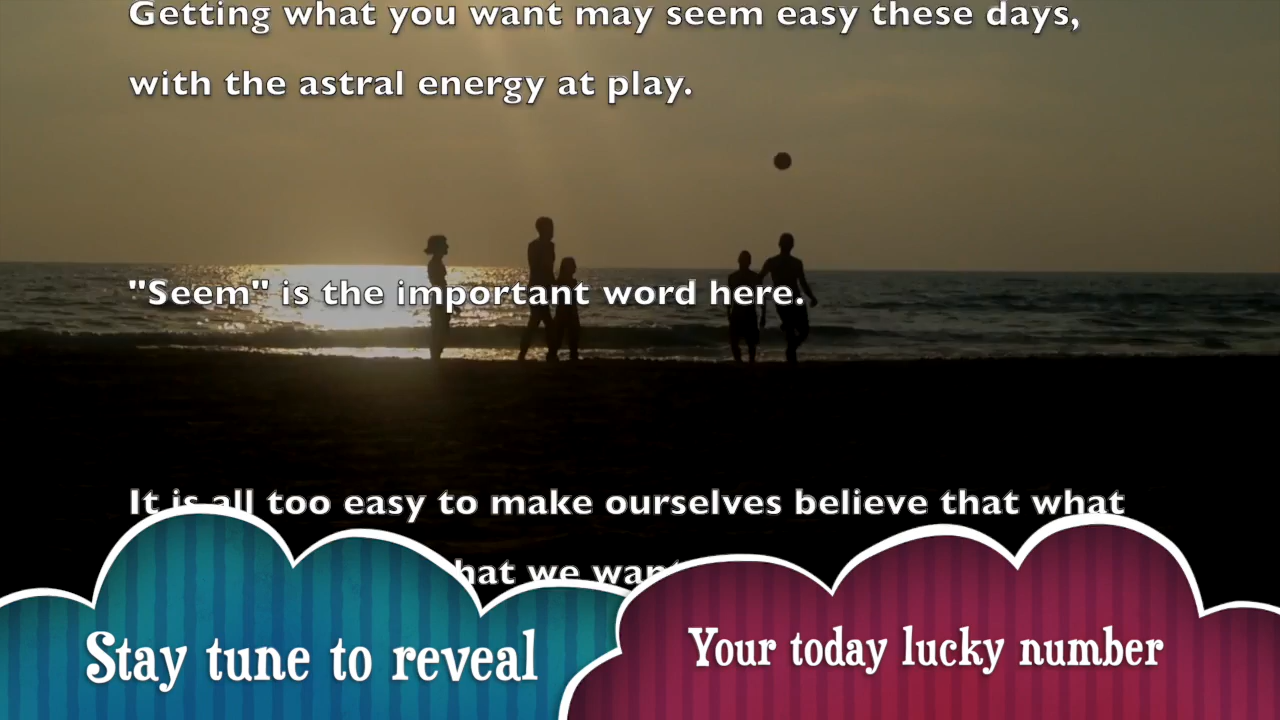 Getting what you want may seem easy these days,
with the astral energy at play.
"Seem" is the important word here.
It is all too easy to make ourselves believe that what
we
Stay tune to reveal
Your today lucky number